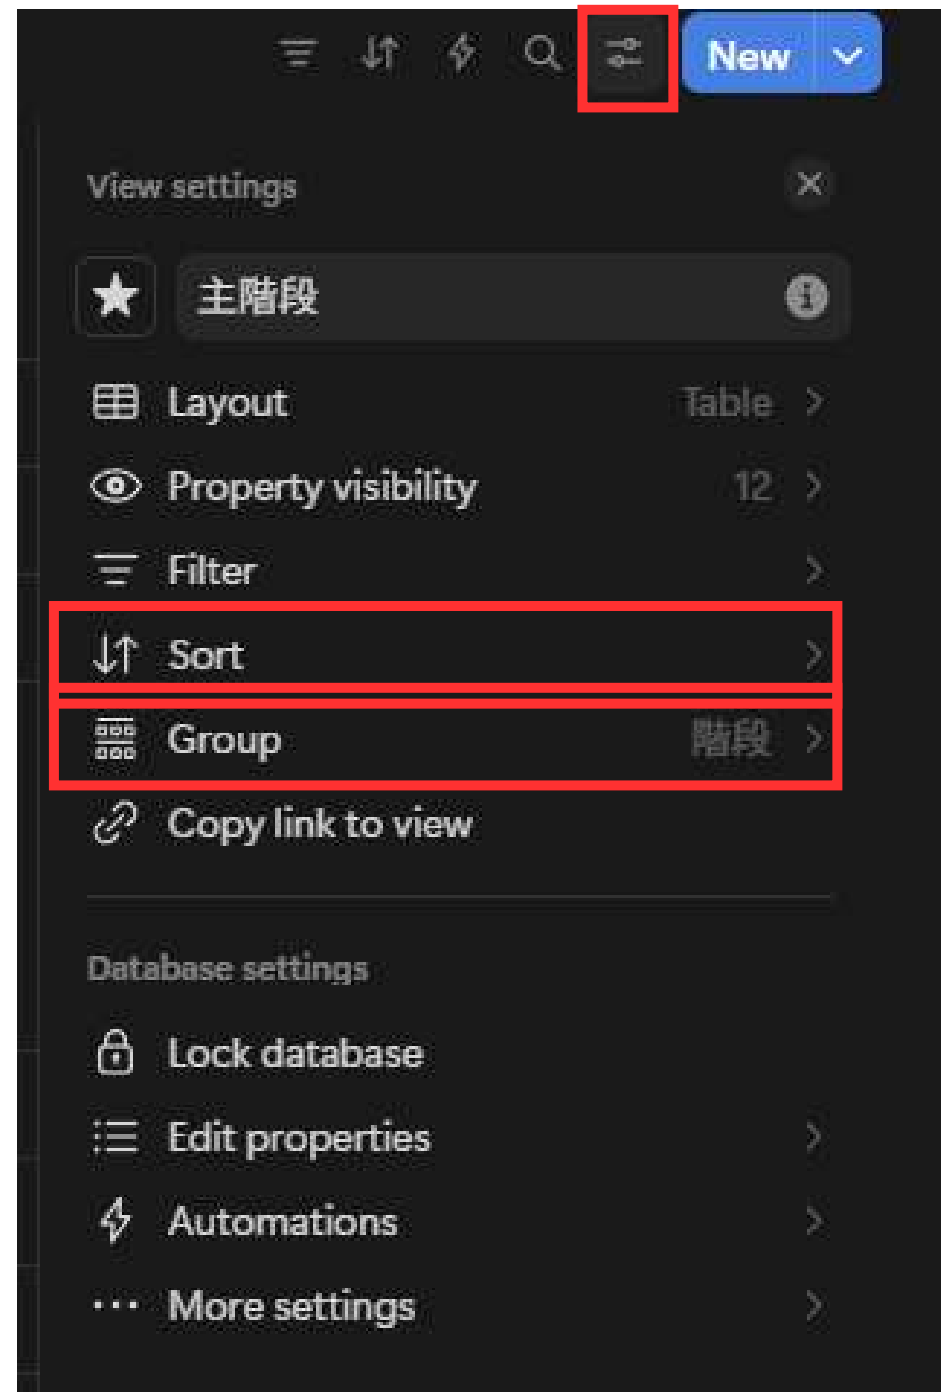 New
View settings
主階段
Layout Table
Property visibility 12
Filter
Sort
Group 階段
Copy link to view
Database settings
Lock database
Edit properties
Automations
More settings